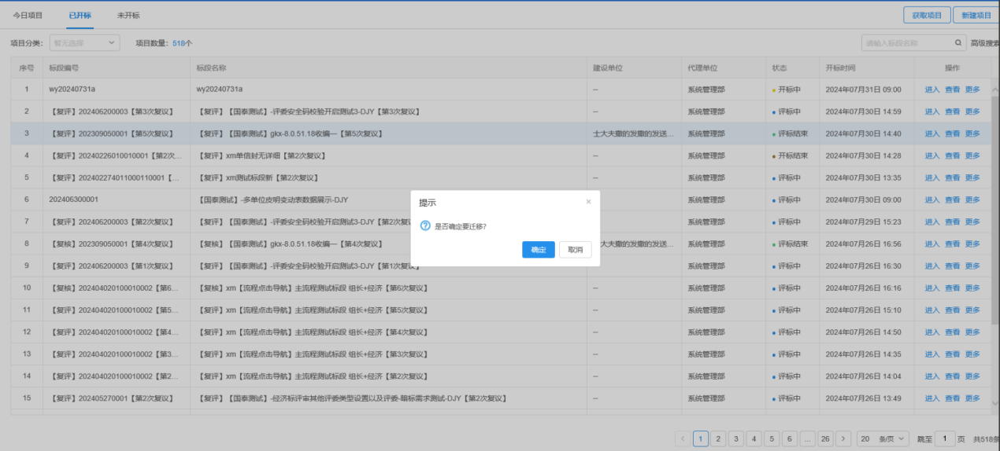 今日项目 已开标 未开标 获取项目 新建项目
项目分类： 暂无选择 项目数量：518个 请输入标段名称 高级搜索
序号 标段编号 标段名称 建设单位 代理单位 状态 开标时间 操作
1 wy20240731a wy20240731a -- 系统管理部 开标中 2024年07月31日 09:00 进入 查看 更多
2 【复评】202406200003【第3次复议】 【复评】【国泰测试】-评委安全码校验开启测试3-DJY【第3次复议】 -- 系统管理部 评标中 2024年07月30日 14:59 进入 查看 更多
3 【复评】202309050001【第5次复议】 【复评】【国泰测试】gkx-8.0.51.18收编一【第5次复议】 士大夫撒的发撒的发送... 系统管理部 评标结束 2024年07月30日 14:40 进入 查看 更多
4 【复评】20240226010010001【第2次... 【复评】xm单信封无详细【第2次复议】 -- 系统管理部 开标结束 2024年07月30日 14:28 进入 查看 更多
5 【复评】202402274011000110001【... 【复评】xm测试标段新【第2次复议】 -- 系统管理部 评标中 2024年07月30日 13:35 进入 查看 更多
6 202406300001 【国泰测试】-多单位皮明变动表数据展示-DJY 系统管理部 评标中 2024年07月30日 09:00 进入 查看 更多
7 【复评】202406200003【第2次复议】 【复评】【国泰测试】-评委安全码校验开启测试3-DJY【第2次复议 系统管理部 评标中 2024年07月29日 15:23 进入 查看 更多
8 【复核】202309050001【第4次复议】 【复核】【国泰测试】gkx-8.0.51.18收编一【第4次复议】 大夫撒的发撒的发送... 系统管理部 评标结束 2024年07月26日 16:56 进入 查看 更多
9 【复评】202406200003【第1次复议】 【复评】【国泰测试】-评委安全码校验开启测试3-DJY【第1次复议】 系统管理部 评标中 2024年07月26日 16:30 进入 查看 更多
10 【复核】202404020100010002【第6... 【复核】xm【流程点击导航】主流程测试标段 组长+经济【第6次复议】 -- 系统管理部 评标中 2024年07月26日 16:16 进入 查看 更多
11 【复评】202404020100010002【第5... 【复评】xm【流程点击导航】主流程测试标段 组长+经济【第5次复议】 -- 系统管理部 评标中 2024年07月26日 15:10 进入 查看 更多
12 【复评】202404020100010002【第4... 【复评】xm【流程点击导航】主流程测试标段 组长+经济【第4次复议】 -- 系统管理部 评标中 2024年07月26日 14:50 进入 查看 更多
13 【复评】202404020100010002【第3... 【复评】xm【流程点击导航】主流程测试标段 组长+经济【第3次复议】 -- 系统管理部 评标中 2024年07月26日 14:35 进入 查看 更多
14 【复评】202404020100010002【第2... 【复评】xm【流程点击导航】主流程测试标段 组长+经济【第2次复议】 -- 系统管理部 评标中 2024年07月26日 14:04 进入 查看 更多
15 【复评】202405270001【第2次复议】 【复评】【国泰测试】-经济标评审其他评委类型设置以及评委-暗标需求测试-DJY【第2次复议】 -- 系统管理部 评标中 2024年07月26日 13:49 进入 查看 更多
提示
是否确定要迁移?
确定 取消
1 2 3 4 5 6 ... 26 20 条/页 跳至 1 页 共518条